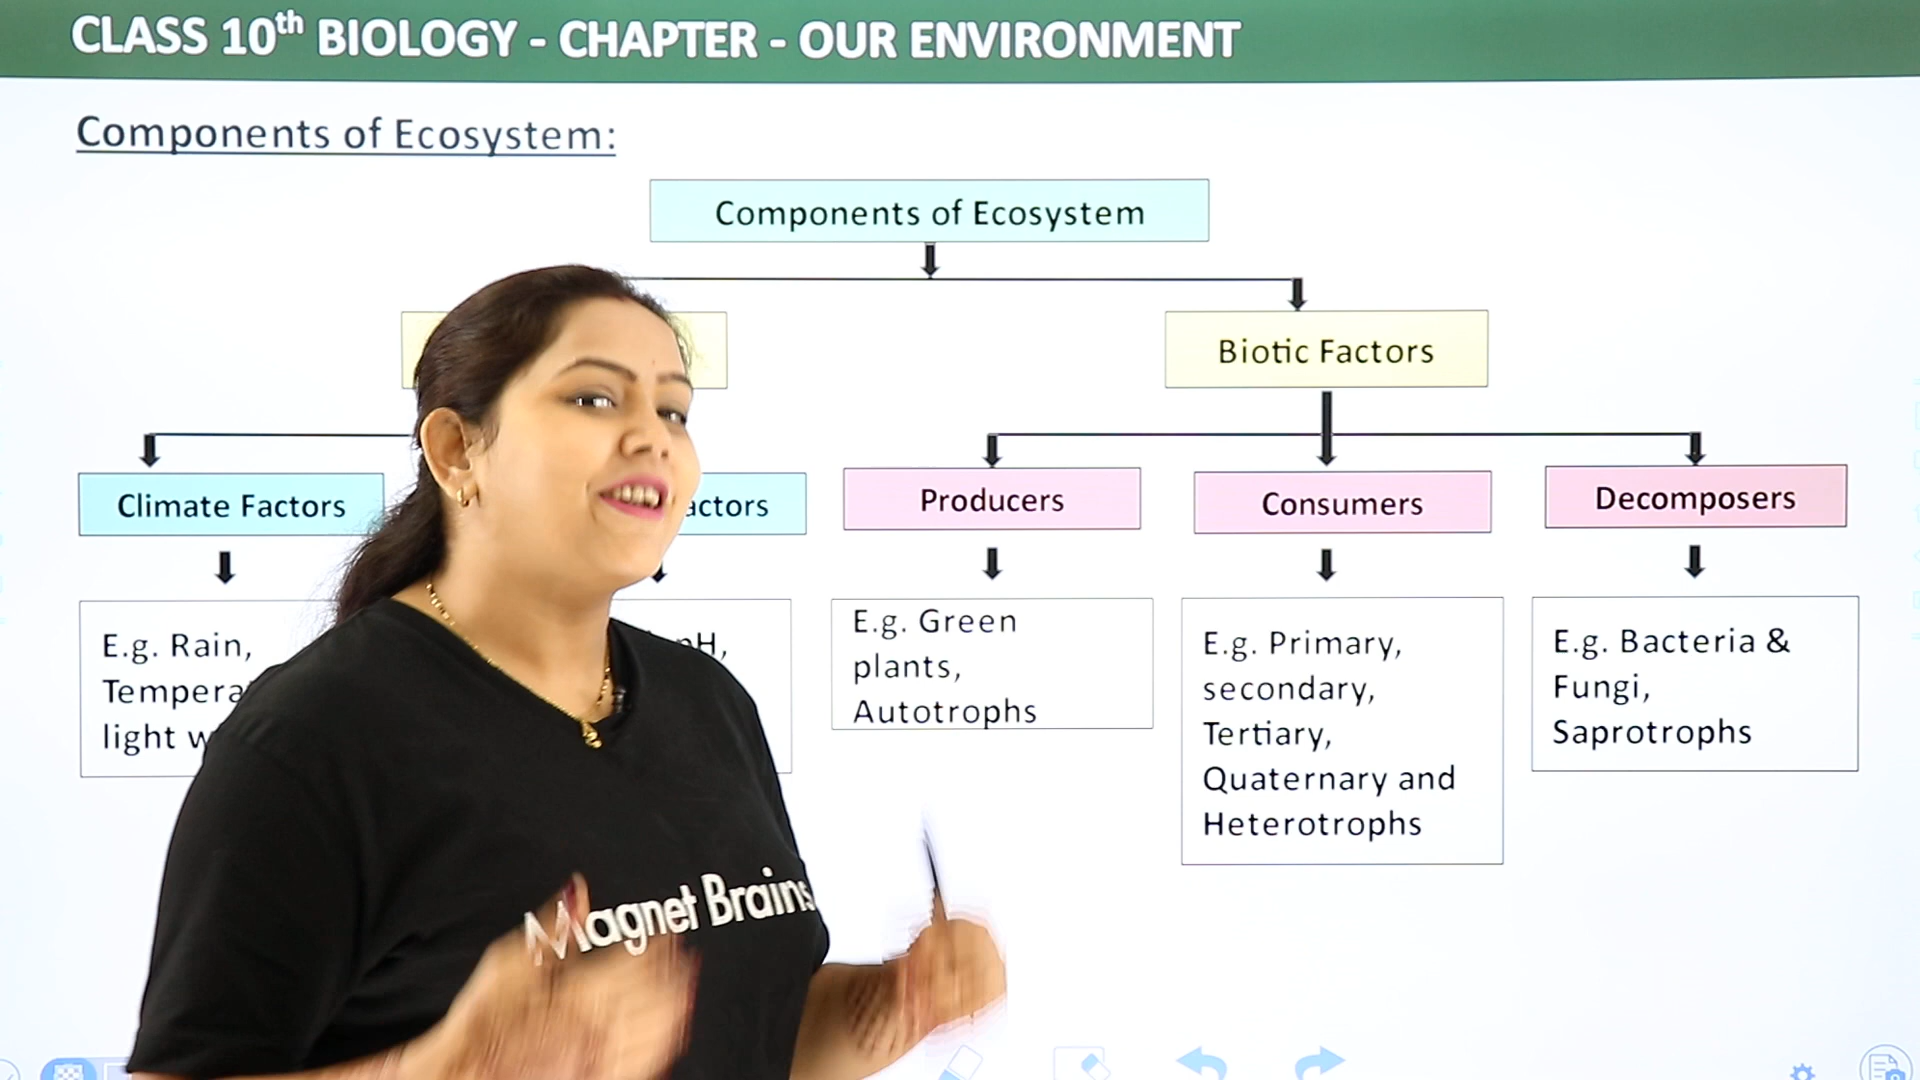 CLASS 10th BIOLOGY - CHAPTER - OUR ENVIRONMENT
Components of Ecosystem:
Components of Ecosystem
Biotic Factors
Climate Factors
Producers
Consumers
Decomposers
E.g. Rain,
light
pH,
E.g. Green
plants,
Autotrophs
E.g. Primary,
secondary,
Tertiary,
Quaternary and
Heterotrophs
E.g. Bacteria &
Fungi,
Saprotrophs
Magnet Brains